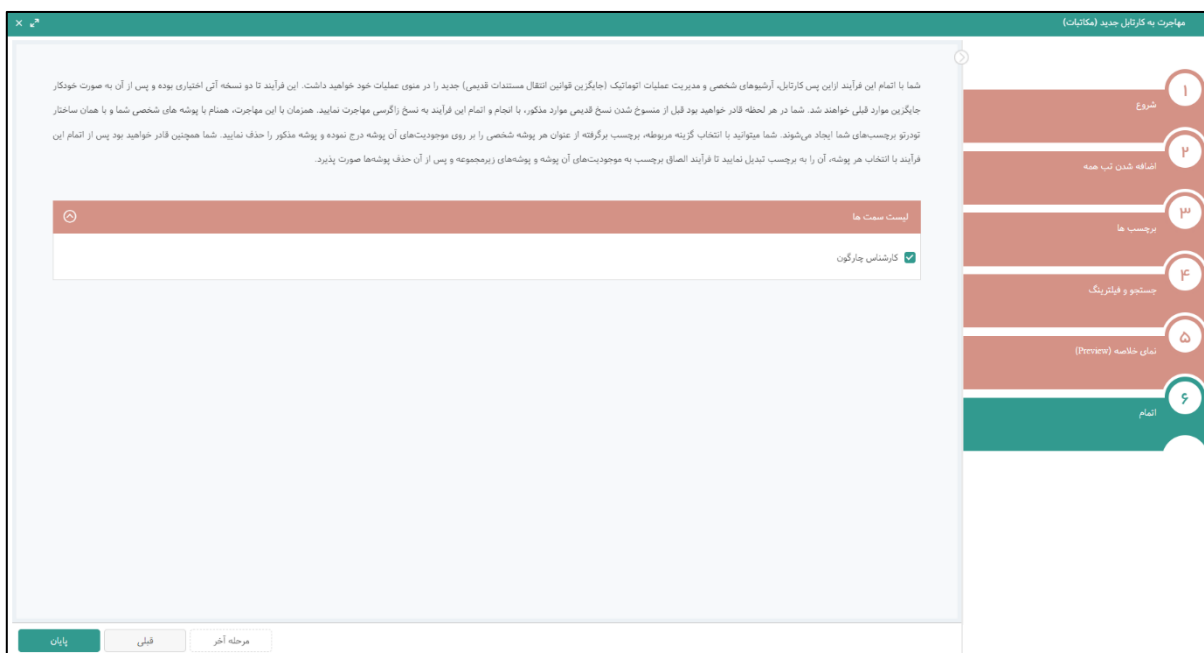 مهاجرت به کارتابل جدید (مکاتبات)
۱
شروع
۲
اضافه شدن تب همه
۳
برچسب ها
۴
جستجو و فیلترینگ
۵
نمای خلاصه (Preview)
۶
اتمام
شما با اتمام این فرآیند ازاین پس کارتابل، آرشیوهای شخصی و مدیریت عملیات اتوماتیک (جایگزین قوانین انتقال مستندات قدیمی) جدید را در منوی عملیات خود خواهید داشت. این فرآیند تا دو نسخه آتی اختیاری بوده و پس از آن به صورت خودکار
جایگزین موارد قبلی خواهند شد. شما در هر لحظه قادر خواهید بود قبل از منسوخ شدن نسخ قدیمی موارد مذکور، با انجام و اتمام این فرآیند به نسخ زاگرسی مهاجرت نمایید. همزمان با این مهاجرت، همنام با پوشه های شخصی شما و با همان ساختار
تودرتو برچسب‌های شما ایجاد می‌شوند. شما میتوانید با انتخاب گزینه مربوطه، برچسب برگرفته از عنوان هر پوشه شخصی را بر روی موجودیت‌های آن پوشه درج نموده و پوشه مذکور را حذف نمایید. شما همچنین قادر خواهید بود پس از اتمام این
فرآیند با انتخاب هر پوشه، آن را به برچسب تبدیل نمایید تا فرآیند الصاق برچسب به موجودیت‌های آن پوشه و پوشه‌های زیرمجموعه و پس از آن حذف پوشه‌ها صورت پذیرد.
لیست سمت ها
کارشناس چارگون
مرحله آخر
قبلی
پایان